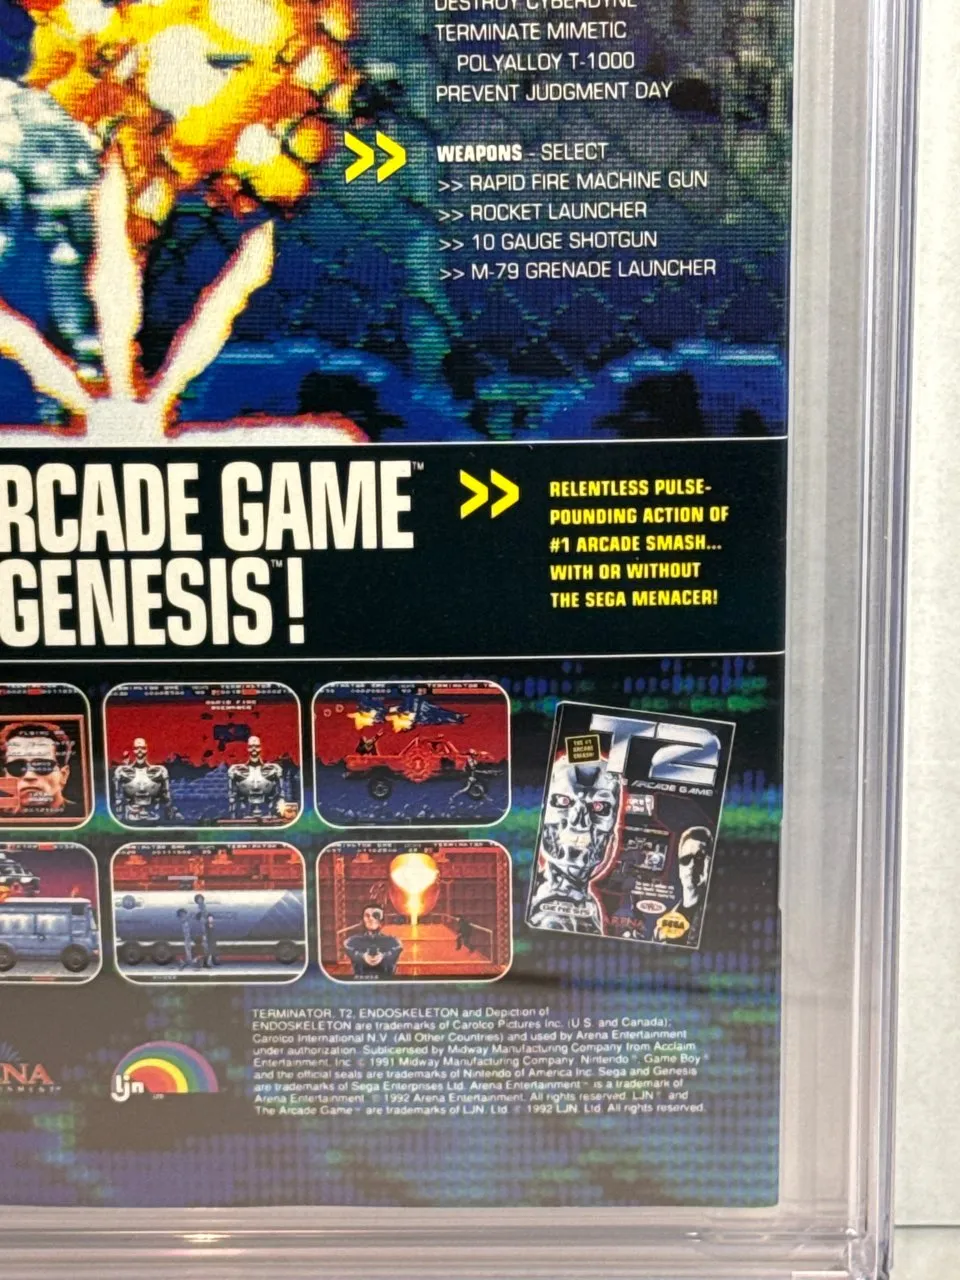 DESTROY CYBERDYNE
TERMINATE MIMETIC
POLYALLOY T-1000
PREVENT JUDGMENT DAY
>> WEAPONS - SELECT
>> RAPID FIRE MACHINE GUN
>> ROCKET LAUNCHER
>> 10 GAUGE SHOTGUN
>> M-79 GRENADE LAUNCHER
RCADE GAME™
GENESIS™!
>> RELENTLESS PULSE-
POUNDING ACTION OF
#1 ARCADE SMASH...
WITH OR WITHOUT
THE SEGA MENACER!
RAPID FIRE
T2
ARCADE GAME
GENESIS
ARENA
SEGA
TERMINATOR, T2, ENDOSKELETON and Depiction of
ENDOSKELETON are trademarks of Carolco Pictures Inc. (U.S. and Canada);
Carolco International N.V. (All Other Countries) and used by Arena Entertainment
under authorization. Sublicensed by Midway Manufacturing Company from Acclaim
Entertainment, Inc © 1991 Midway Manufacturing Company. Nintendo®, Game Boy®
and the official seals are trademarks of Nintendo of America Inc. Sega and Genesis
are trademarks of Sega Enterprises Ltd. Arena Entertainment™ is a trademark of
Arena Entertainment. © 1992 Arena Entertainment. All rights reserved. LJN® and
The Arcade Game™ are trademarks of LJN, Ltd. © 1992 LJN, Ltd. All rights reserved.
NA
LJN